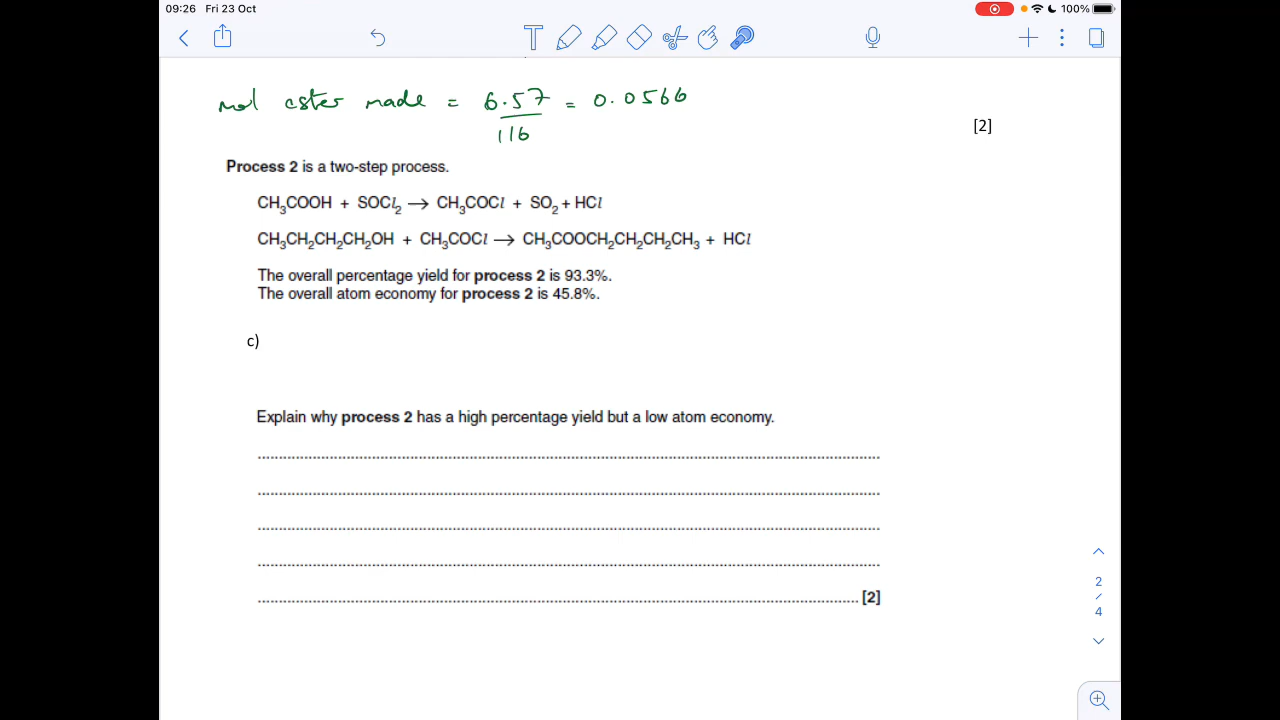 09:26 Fri 23 Oct 100%
T
mol ester made = 6.57 = 0.0566
116
[2]
Process 2 is a two-step process.
CH3COOH + SOCl2 → CH3COCl + SO2 + HCl
CH3CH2CH2CH2OH + CH3COCl → CH3COOCH2CH2CH2CH3 + HCl
The overall percentage yield for process 2 is 93.3%.
The overall atom economy for process 2 is 45.8%.
c)
Explain why process 2 has a high percentage yield but a low atom economy.
[2]
2
/
4